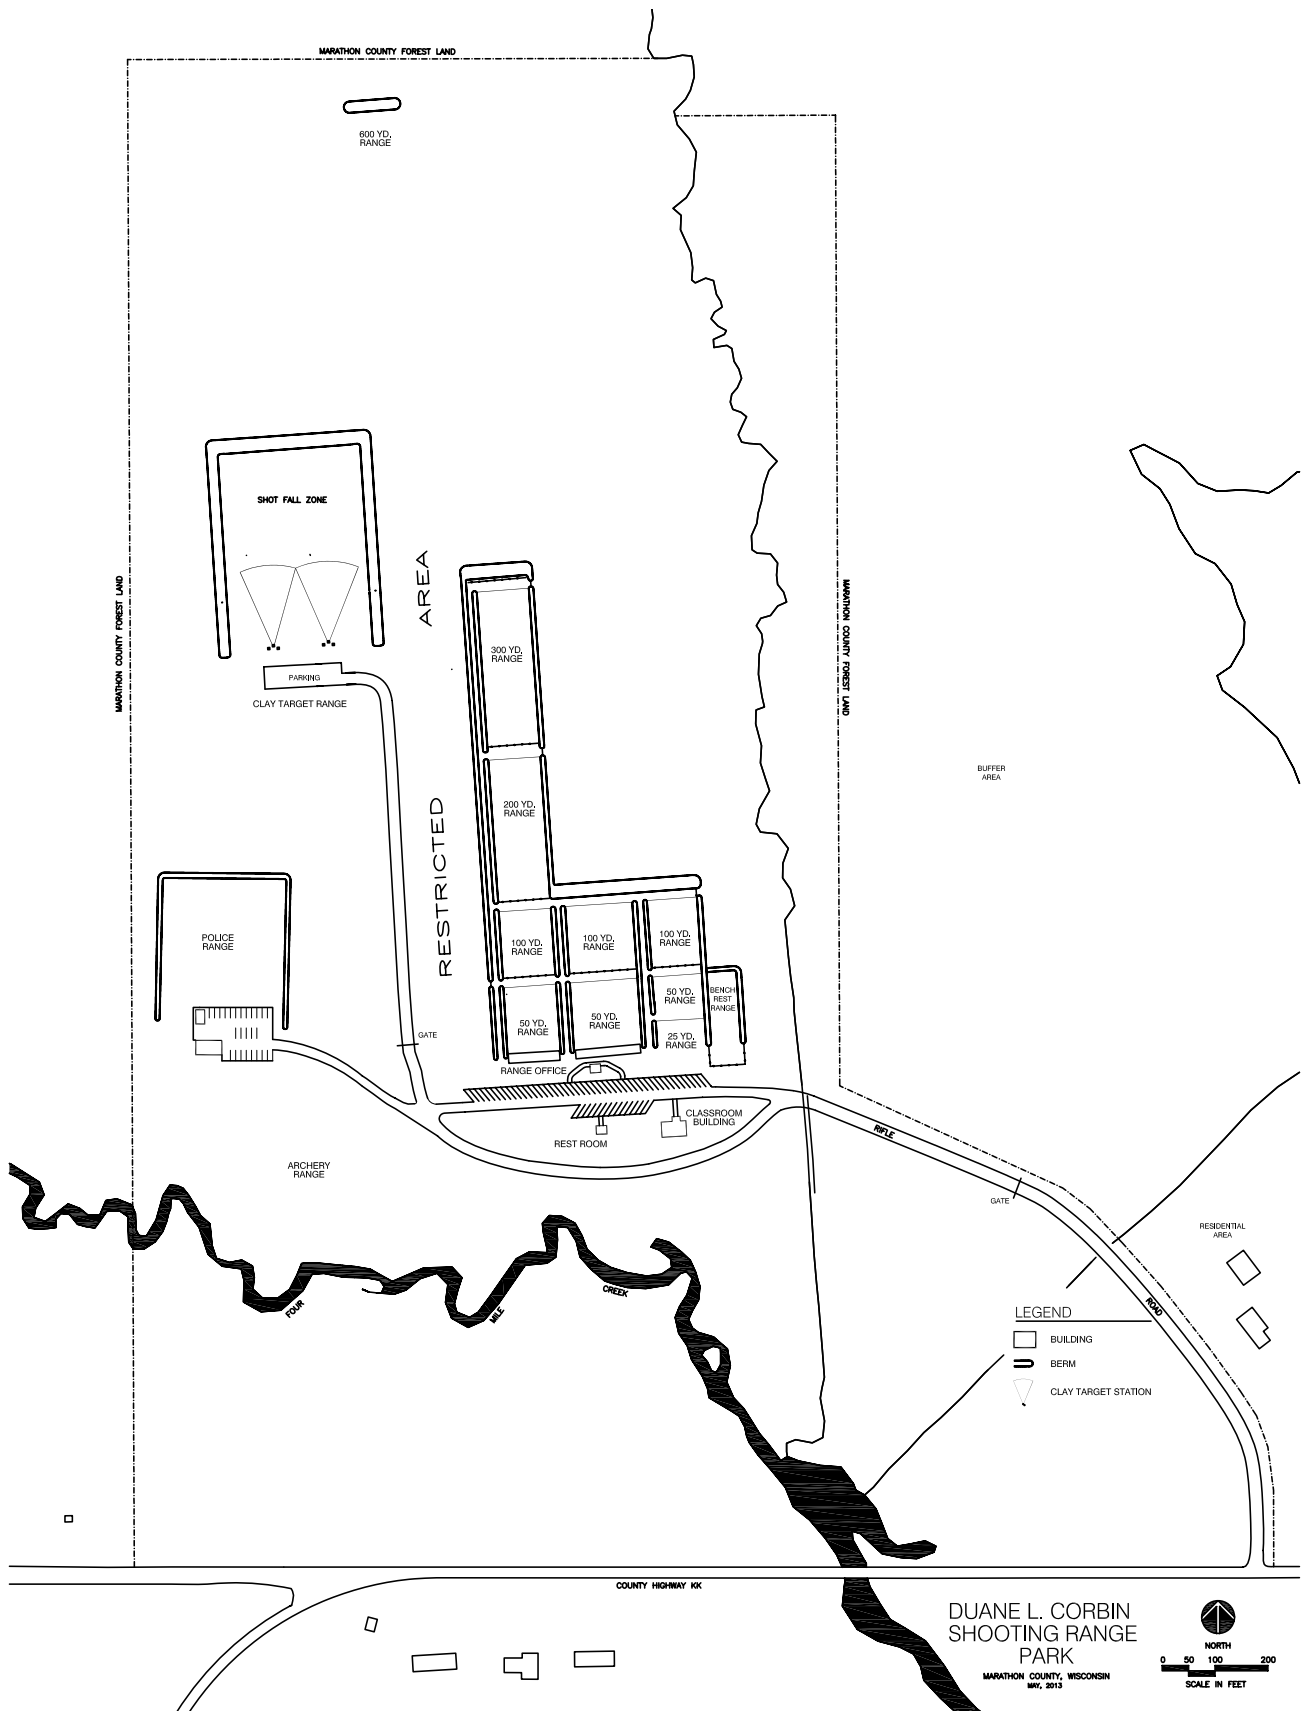 MARATHON COUNTY FOREST LAND
600 YD.
RANGE
SHOT FALL ZONE
AREA
MARATHON COUNTY FOREST LAND
MARATHON COUNTY FOREST LAND
300 YD.
RANGE
PARKING
CLAY TARGET RANGE
BUFFER
AREA
200 YD.
RANGE
RESTRICTED
POLICE
RANGE
100 YD.
RANGE
100 YD.
RANGE
100 YD.
RANGE
50 YD.
RANGE
BENCH
REST
RANGE
50 YD.
RANGE
50 YD.
RANGE
25 YD.
RANGE
GATE
RANGE OFFICE
CLASSROOM
BUILDING
REST ROOM
RIFLE
ARCHERY
RANGE
GATE
RESIDENTIAL
AREA
FOUR
MILE
CREEK
ROAD
LEGEND
BUILDING
BERM
CLAY TARGET STATION
COUNTY HIGHWAY KK
DUANE L. CORBIN
SHOOTING RANGE
PARK
MARATHON COUNTY, WISCONSIN
MAY, 2013
NORTH
0 50 100 200
SCALE IN FEET